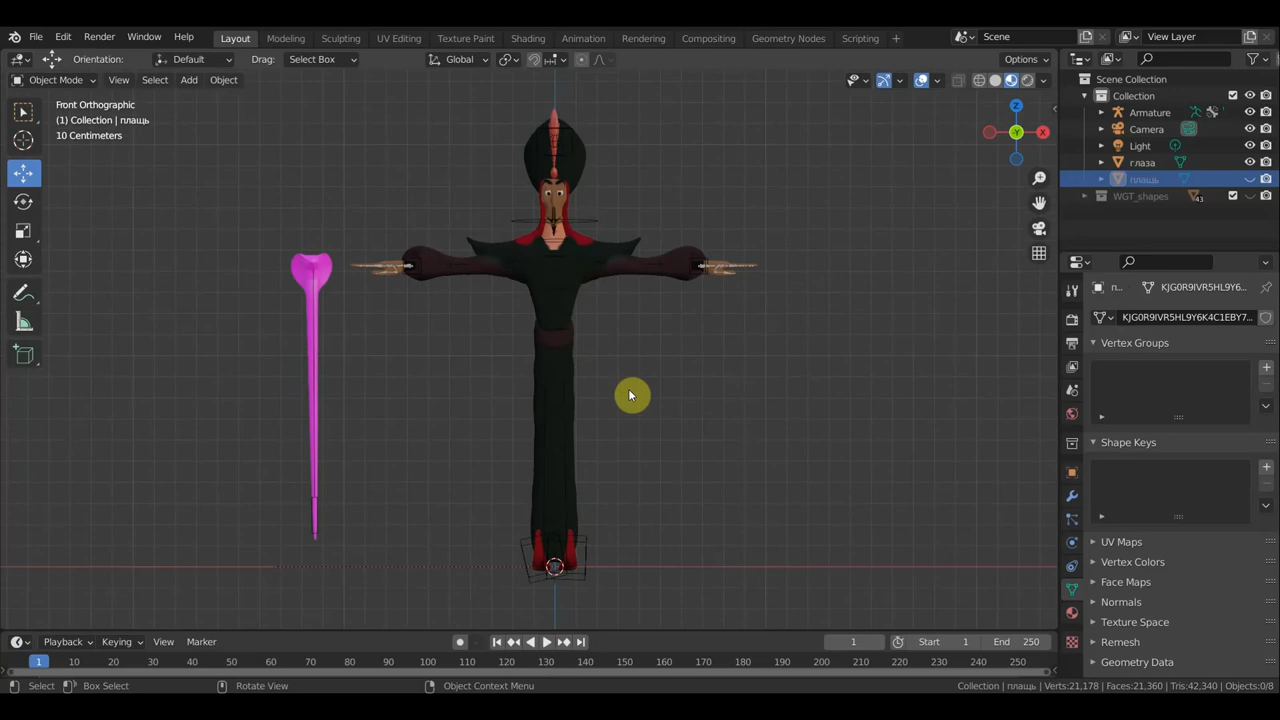 File Edit Render Window Help Layout Modeling Sculpting UV Editing Texture Paint Shading Animation Rendering Compositing Geometry Nodes Scripting + Scene View Layer
Orientation: Default Drag: Select Box Global Options
Object Mode View Select Add Object
Scene Collection
Collection
Armature
Camera
Light
глаза
плащь
WGT_shapes 43
Front Orthographic
(1) Collection | плащь
10 Centimeters
Z
-Y
X
п... KJG0R9IVR5HL9Y6...
KJG0R9IVR5HL9Y6K4C1EBY7...
Vertex Groups
Shape Keys
UV Maps
Vertex Colors
Face Maps
Normals
Texture Space
Remesh
Geometry Data
Playback Keying View Marker 1 Start 1 End 250
1 10 20 30 40 50 60 70 80 90 100 110 120 130 140 150 160 170 180 190 200 210 220 230 240 250
Select Box Select Rotate View Object Context Menu Collection | плащь | Verts:21,178 | Faces:21,360 | Tris:42,340 | Objects:0/8